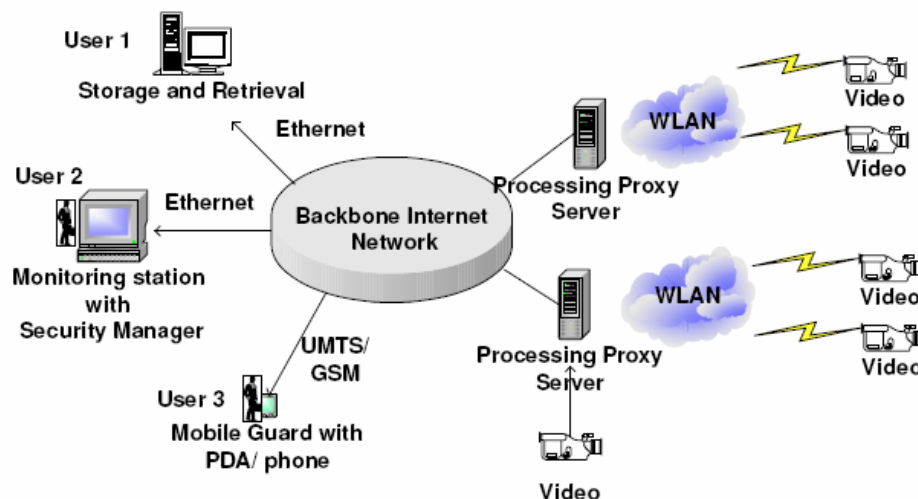 User 1
Storage and Retrieval
Ethernet
User 2
Ethernet
Monitoring station
with
Security Manager
Backbone Internet
Network
UMTS/
GSM
User 3
Mobile Guard with
PDA/ phone
WLAN
Video
Video
Processing Proxy
Server
WLAN
Video
Video
Processing Proxy
Server
Video